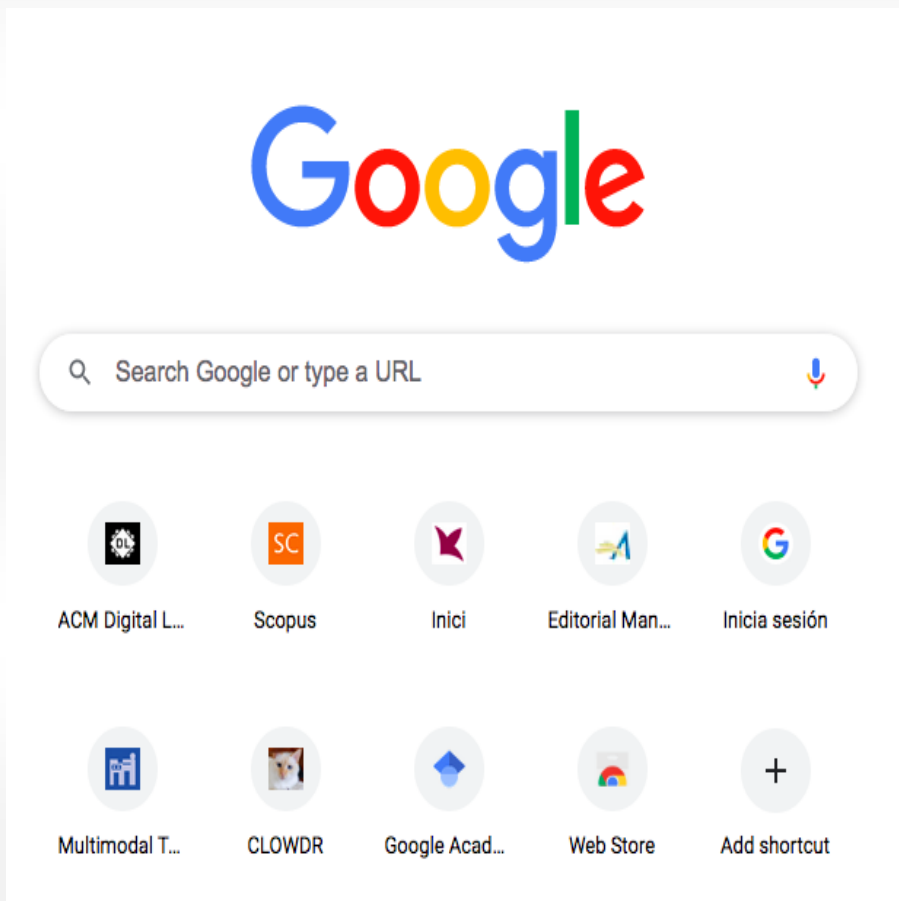 Google
Search Google or type a URL
DL
SC
ACM Digital L...
Scopus
Inici
Editorial Man...
Inicia sesión
Multimodal T...
CLOWDR
Google Acad...
Web Store
Add shortcut